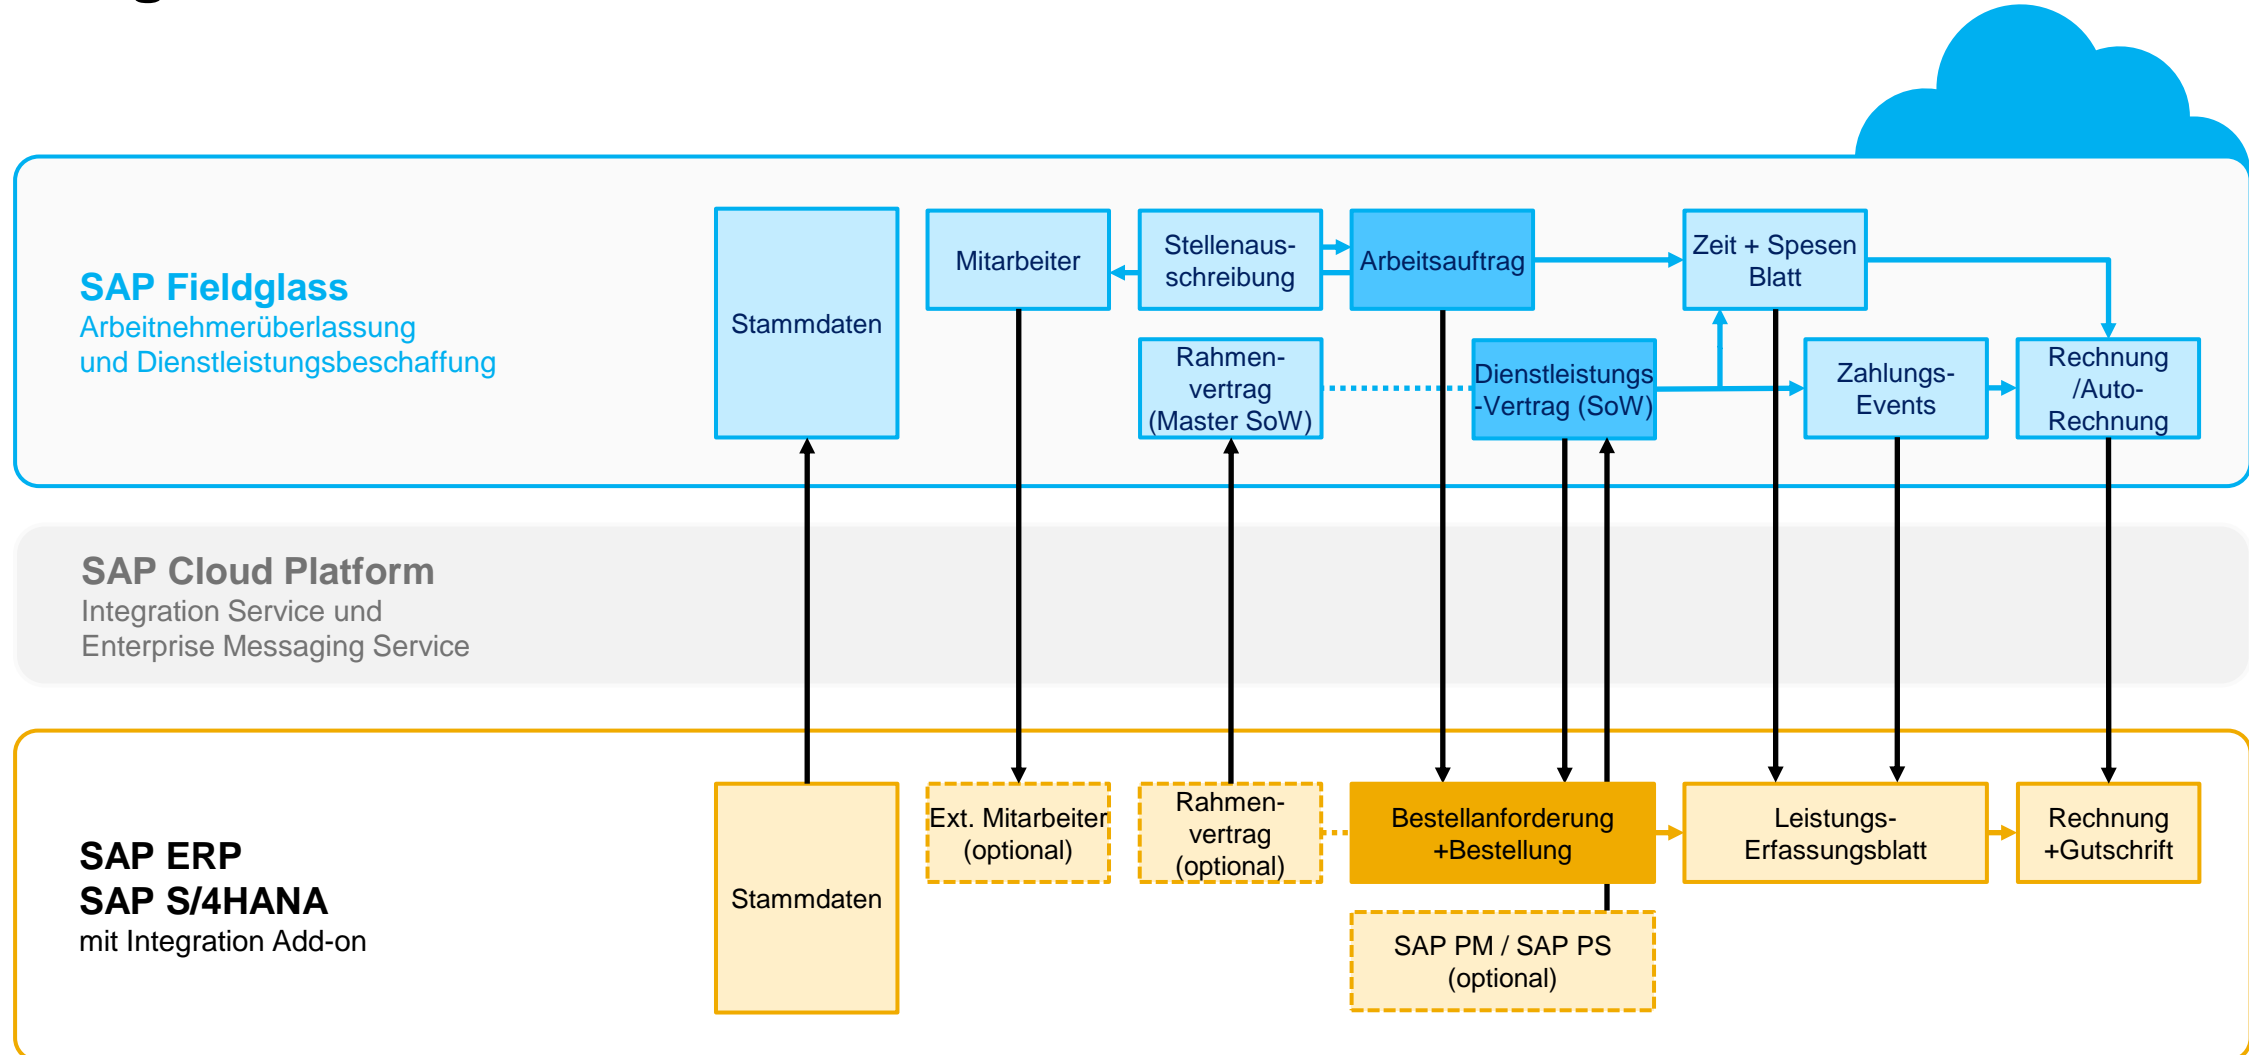 SAP Fieldglass
Arbeitnehmerüberlassung
und Dienstleistungsbeschaffung
Stammdaten
Mitarbeiter
Stellenaus-
schreibung
Arbeitsauftrag
Zeit + Spesen
Blatt
Rahmen-
vertrag
(Master SoW)
Dienstleistungs
-Vertrag (SoW)
Zahlungs-
Events
Rechnung
/Auto-
Rechnung
SAP Cloud Platform
Integration Service und
Enterprise Messaging Service
SAP ERP
SAP S/4HANA
mit Integration Add-on
Stammdaten
Ext. Mitarbeiter
(optional)
Rahmen-
vertrag
(optional)
Bestellanforderung
+Bestellung
Leistungs-
Erfassungsblatt
Rechnung
+Gutschrift
SAP PM / SAP PS
(optional)